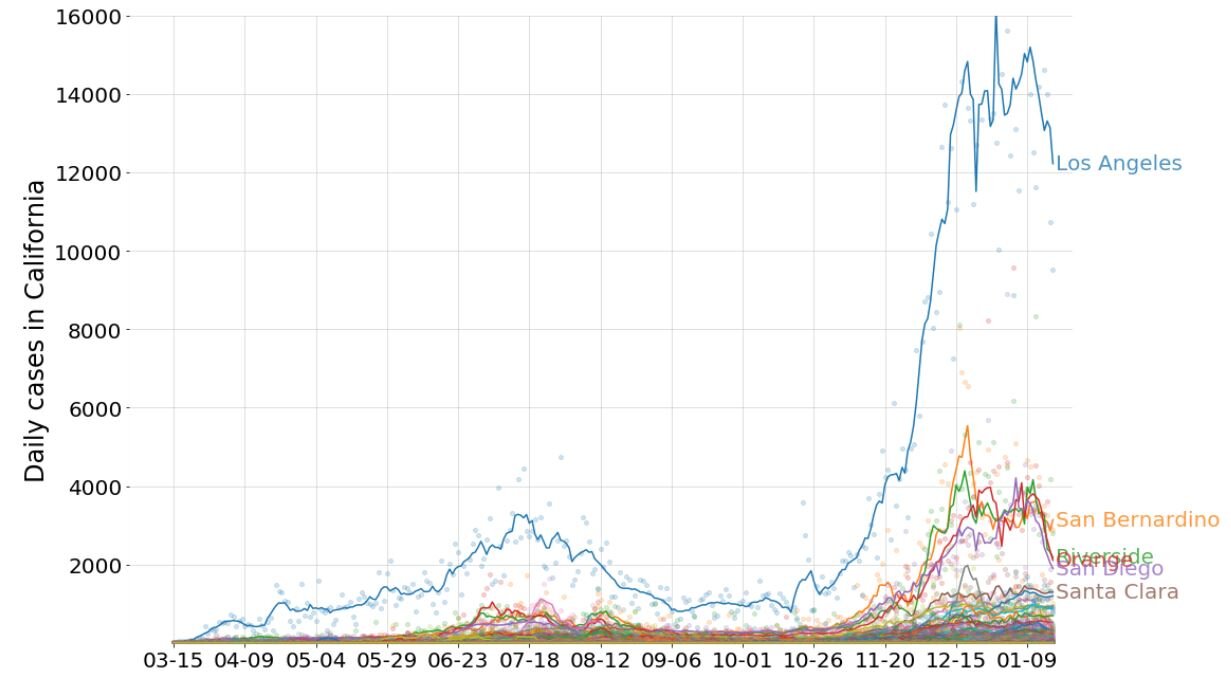 16000
14000
12000
10000
8000
6000
4000
2000
Daily cases in California
Los Angeles
San Bernardino
Riverside
Orange
San Diego
Santa Clara
03-15 04-09 05-04 05-29 06-23 07-18 08-12 09-06 10-01 10-26 11-20 12-15 01-09